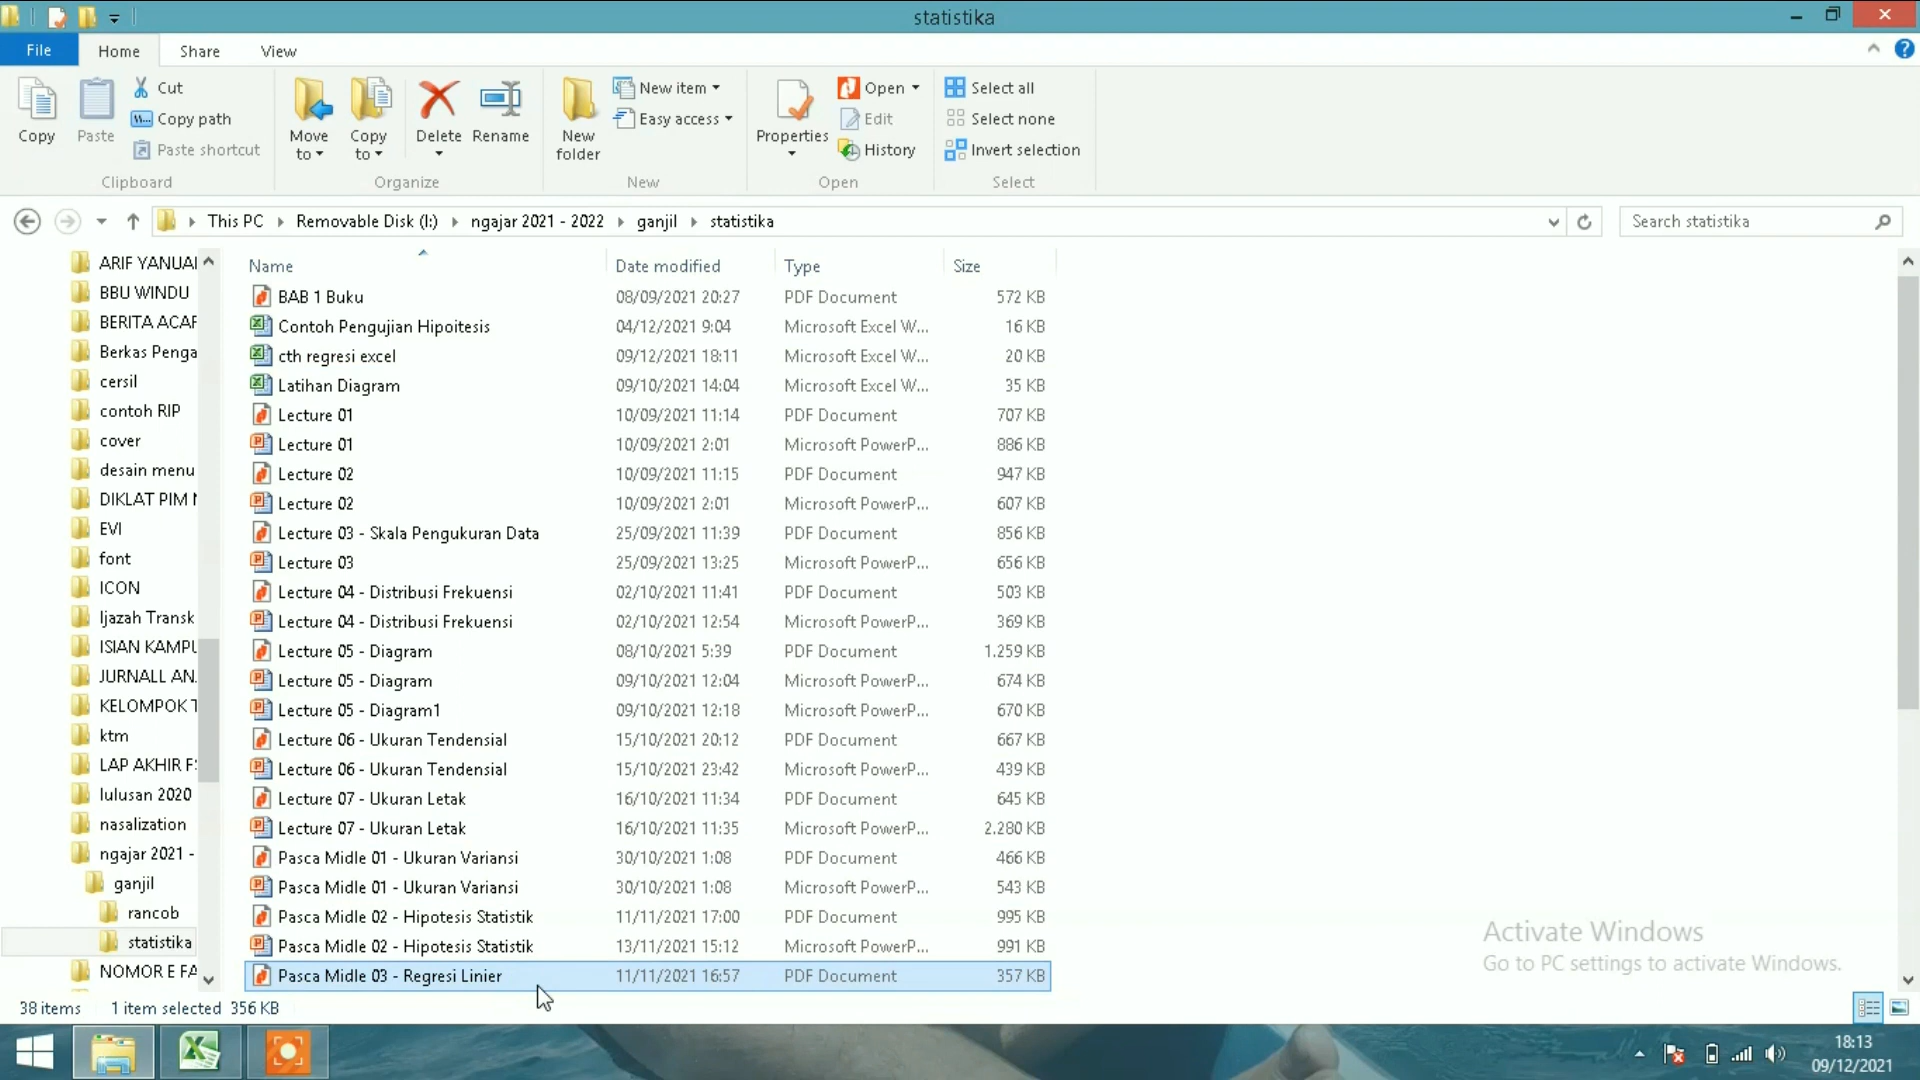 statistika
File Home Share View
Copy Paste Cut Copy path Paste shortcut
Clipboard
Move to Copy to Delete Rename
Organize
New folder New item Easy access
New
Properties Open Edit History
Open
Select all Select none Invert selection
Select
This PC Removable Disk (I:) ngajar 2021 - 2022 ganjil statistika
Search statistika
ARIF YANUAI
BBU WINDU
BERITA ACAF
Berkas Penga
cersil
contoh RIP
cover
desain menu
DIKLAT PIM
EVI
font
ICON
Ijazah Transk
ISIAN KAMPU
JURNALL AN.
KELOMPOK T
ktm
LAP AKHIR F
lulusan 2020
nasalization
ngajar 2021 -
ganjil
rancob
statistika
NOMOR E FA
Name Date modified Type Size
BAB 1 Buku 08/09/2021 20:27 PDF Document 572 KB
Contoh Pengujian Hipoitesis 04/12/2021 9:04 Microsoft Excel W... 16 KB
cth regresi excel 09/12/2021 18:11 Microsoft Excel W... 20 KB
Latihan Diagram 09/10/2021 14:04 Microsoft Excel W... 35 KB
Lecture 01 10/09/2021 11:14 PDF Document 707 KB
Lecture 01 10/09/2021 2:01 Microsoft PowerP... 886 KB
Lecture 02 10/09/2021 11:15 PDF Document 947 KB
Lecture 02 10/09/2021 2:01 Microsoft PowerP... 607 KB
Lecture 03 - Skala Pengukuran Data 25/09/2021 11:39 PDF Document 856 KB
Lecture 03 25/09/2021 13:25 Microsoft PowerP... 656 KB
Lecture 04 - Distribusi Frekuensi 02/10/2021 11:41 PDF Document 503 KB
Lecture 04 - Distribusi Frekuensi 02/10/2021 12:54 Microsoft PowerP... 369 KB
Lecture 05 - Diagram 08/10/2021 5:39 PDF Document 1.259 KB
Lecture 05 - Diagram 09/10/2021 12:04 Microsoft PowerP... 674 KB
Lecture 05 - Diagram1 09/10/2021 12:18 Microsoft PowerP... 670 KB
Lecture 06 - Ukuran Tendensial 15/10/2021 20:12 PDF Document 667 KB
Lecture 06 - Ukuran Tendensial 15/10/2021 23:42 Microsoft PowerP... 439 KB
Lecture 07 - Ukuran Letak 16/10/2021 11:34 PDF Document 645 KB
Lecture 07 - Ukuran Letak 16/10/2021 11:35 Microsoft PowerP... 2.280 KB
Pasca Midle 01 - Ukuran Variansi 30/10/2021 1:08 PDF Document 466 KB
Pasca Midle 01 - Ukuran Variansi 30/10/2021 1:08 Microsoft PowerP... 543 KB
Pasca Midle 02 - Hipotesis Statistik 11/11/2021 17:00 PDF Document 995 KB
Pasca Midle 02 - Hipotesis Statistik 13/11/2021 15:12 Microsoft PowerP... 991 KB
Pasca Midle 03 - Regresi Linier 11/11/2021 16:57 PDF Document 357 KB
Activate Windows
Go to PC settings to activate Windows.
38 items 1 item selected 356 KB
18:13
09/12/2021